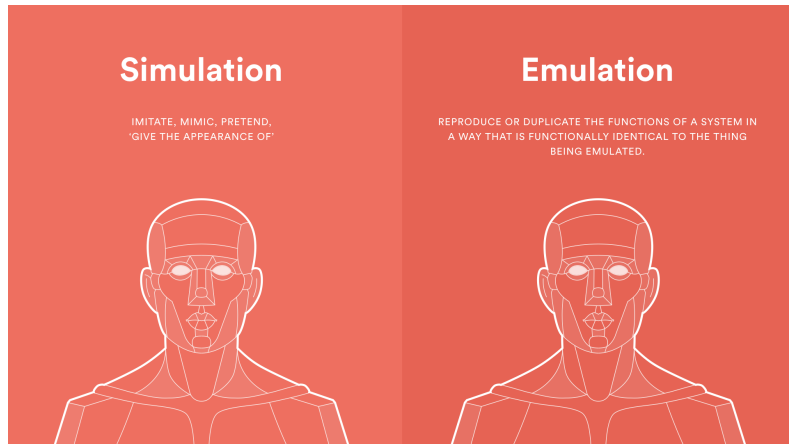 Simulation
IMITATE, MIMIC, PRETEND,
‘GIVE THE APPEARANCE OF’
Emulation
REPRODUCE OR DUPLICATE THE FUNCTIONS OF A SYSTEM IN
A WAY THAT IS FUNCTIONALLY IDENTICAL TO THE THING
BEING EMULATED.